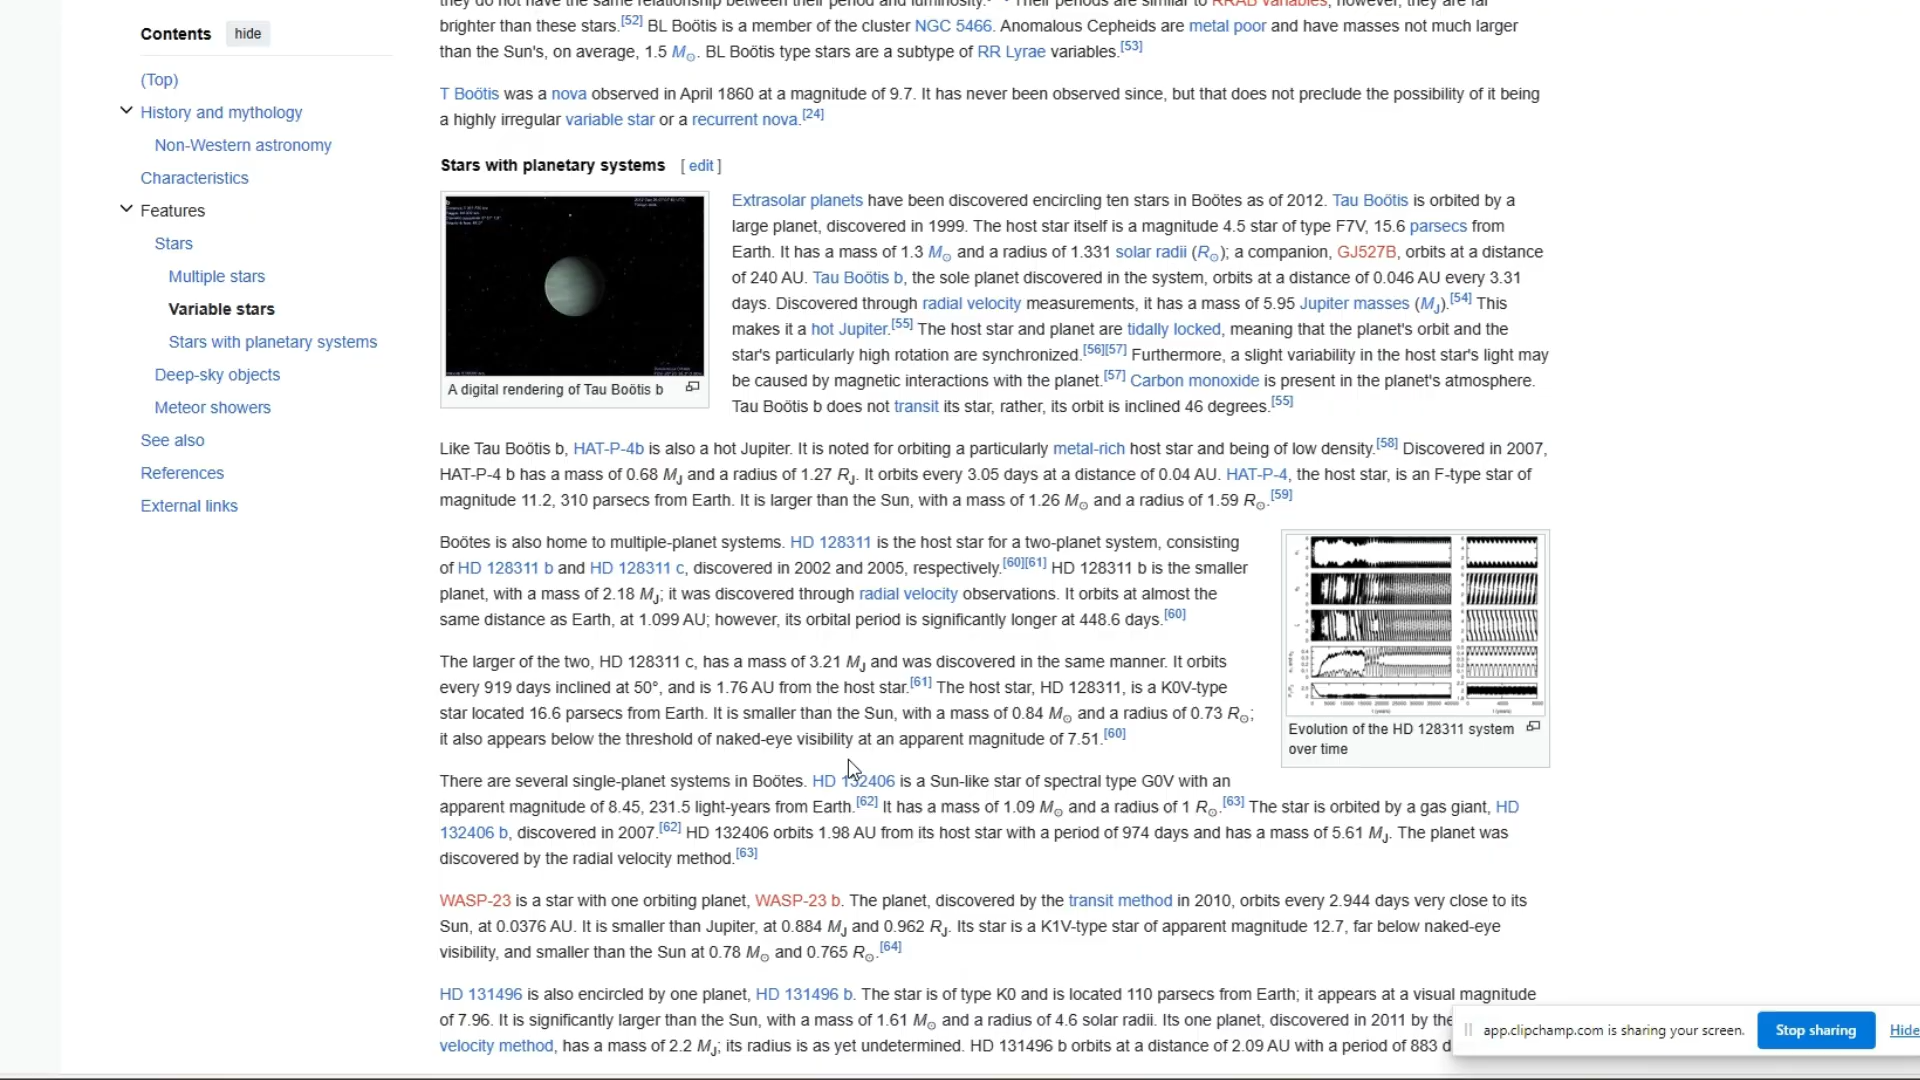 Contents hide
(Top)
History and mythology
Non-Western astronomy
Characteristics
Features
Stars
Multiple stars
Variable stars
Stars with planetary systems
Deep-sky objects
Meteor showers
See also
References
External links
brighter than these stars.[52] BL Boötis is a member of the cluster NGC 5466. Anomalous Cepheids are metal poor and have masses not much larger
than the Sun's, on average, 1.5 M☉. BL Boötis type stars are a subtype of RR Lyrae variables.[53]
T Boötis was a nova observed in April 1860 at a magnitude of 9.7. It has never been observed since, but that does not preclude the possibility of it being
a highly irregular variable star or a recurrent nova.[24]
Stars with planetary systems [ edit ]
A digital rendering of Tau Boötis b
Extrasolar planets have been discovered encircling ten stars in Boötes as of 2012. Tau Boötis is orbited by a
large planet, discovered in 1999. The host star itself is a magnitude 4.5 star of type F7V, 15.6 parsecs from
Earth. It has a mass of 1.3 M☉ and a radius of 1.331 solar radii (R☉); a companion, GJ527B, orbits at a distance
of 240 AU. Tau Boötis b, the sole planet discovered in the system, orbits at a distance of 0.046 AU every 3.31
days. Discovered through radial velocity measurements, it has a mass of 5.95 Jupiter masses (MJ).[54] This
makes it a hot Jupiter.[55] The host star and planet are tidally locked, meaning that the planet's orbit and the
star's particularly high rotation are synchronized.[56][57] Furthermore, a slight variability in the host star's light may
be caused by magnetic interactions with the planet.[57] Carbon monoxide is present in the planet's atmosphere.
Tau Boötis b does not transit its star, rather, its orbit is inclined 46 degrees.[55]
Like Tau Boötis b, HAT-P-4b is also a hot Jupiter. It is noted for orbiting a particularly metal-rich host star and being of low density.[58] Discovered in 2007,
HAT-P-4 b has a mass of 0.68 MJ and a radius of 1.27 RJ. It orbits every 3.05 days at a distance of 0.04 AU. HAT-P-4, the host star, is an F-type star of
magnitude 11.2, 310 parsecs from Earth. It is larger than the Sun, with a mass of 1.26 M☉ and a radius of 1.59 R☉.[59]
Boötes is also home to multiple-planet systems. HD 128311 is the host star for a two-planet system, consisting
of HD 128311 b and HD 128311 c, discovered in 2002 and 2005, respectively.[60][61] HD 128311 b is the smaller
planet, with a mass of 2.18 MJ; it was discovered through radial velocity observations. It orbits at almost the
same distance as Earth, at 1.099 AU; however, its orbital period is significantly longer at 448.6 days.[60]
The larger of the two, HD 128311 c, has a mass of 3.21 MJ and was discovered in the same manner. It orbits
every 919 days inclined at 50°, and is 1.76 AU from the host star.[61] The host star, HD 128311, is a K0V-type
star located 16.6 parsecs from Earth. It is smaller than the Sun, with a mass of 0.84 M☉ and a radius of 0.73 R☉;
it also appears below the threshold of naked-eye visibility at an apparent magnitude of 7.51.[60]
Evolution of the HD 128311 system
over time
There are several single-planet systems in Boötes. HD 132406 is a Sun-like star of spectral type G0V with an
apparent magnitude of 8.45, 231.5 light-years from Earth.[62] It has a mass of 1.09 M☉ and a radius of 1 R☉.[63] The star is orbited by a gas giant, HD
132406 b, discovered in 2007.[62] HD 132406 orbits 1.98 AU from its host star with a period of 974 days and has a mass of 5.61 MJ. The planet was
discovered by the radial velocity method.[63]
WASP-23 is a star with one orbiting planet, WASP-23 b. The planet, discovered by the transit method in 2010, orbits every 2.944 days very close to its
Sun, at 0.0376 AU. It is smaller than Jupiter, at 0.884 MJ and 0.962 RJ. Its star is a K1V-type star of apparent magnitude 12.7, far below naked-eye
visibility, and smaller than the Sun at 0.78 M☉ and 0.765 R☉.[64]
HD 131496 is also encircled by one planet, HD 131496 b. The star is of type K0 and is located 110 parsecs from Earth; it appears at a visual magnitude
of 7.96. It is significantly larger than the Sun, with a mass of 1.61 M☉ and a radius of 4.6 solar radii. Its one planet, discovered in 2011 by the
velocity method, has a mass of 2.2 MJ; its radius is as yet undetermined. HD 131496 b orbits at a distance of 2.09 AU with a period of 883 d
app.clipchamp.com is sharing your screen. Stop sharing Hide